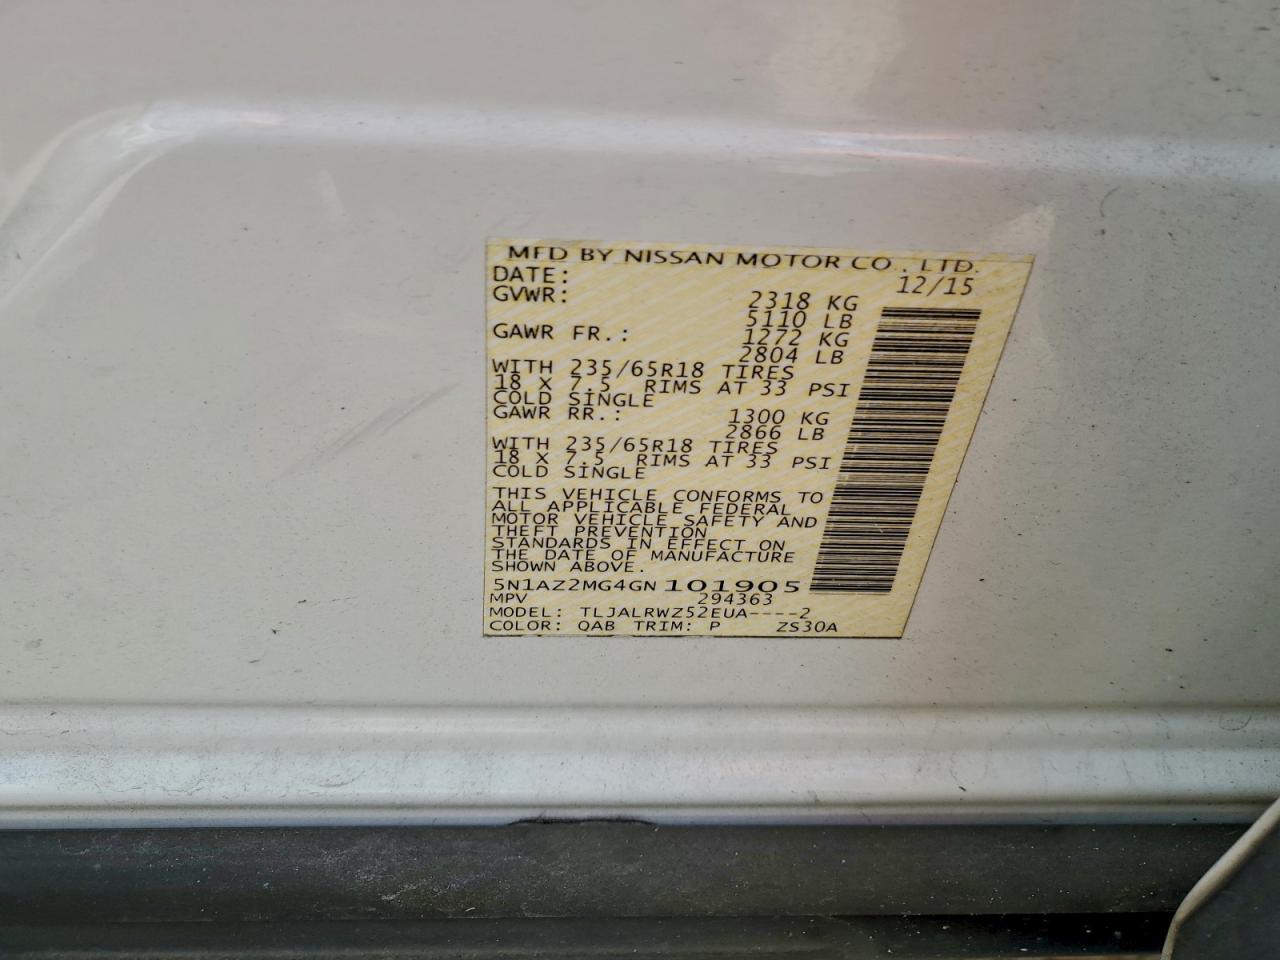 MFD BY NISSAN MOTOR CO., LTD.
DATE: 12/15
GVWR: 2318 KG
5110 LB
GAWR FR.: 1272 KG
2804 LB
WITH 235/65R18 TIRES
18 X 7.5 RIMS AT 33 PSI
COLD SINGLE
GAWR RR.: 1300 KG
2866 LB
WITH 235/65R18 TIRES
18 X 7.5 RIMS AT 33 PSI
COLD SINGLE
THIS VEHICLE CONFORMS TO
ALL APPLICABLE FEDERAL
MOTOR VEHICLE SAFETY AND
THEFT PREVENTION
STANDARDS IN EFFECT ON
THE DATE OF MANUFACTURE
SHOWN ABOVE.
5N1AZ2MG4GN101905
MPV 294363
MODEL: TLJALRWZ52EUA----2
COLOR: QAB TRIM: P ZS30A